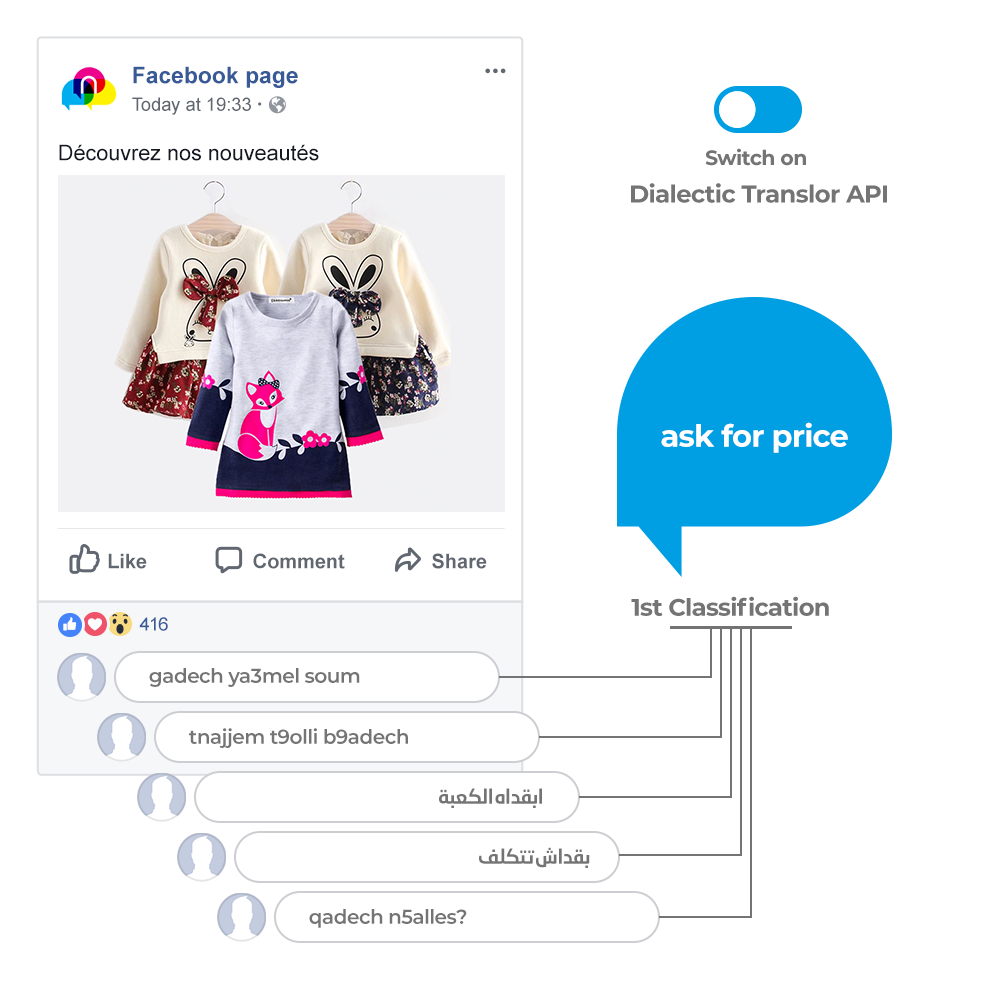 Facebook page
Today at 19:33 ·
Découvrez nos nouveautés
Like
Comment
Share
416
gadech ya3mel soum
tnajjem t9olli b9adech
ابقداه الكعبة
بقداش تتكلف
qadech n5alles?
Switch on
Dialectic Translor API
ask for price
1st Classification